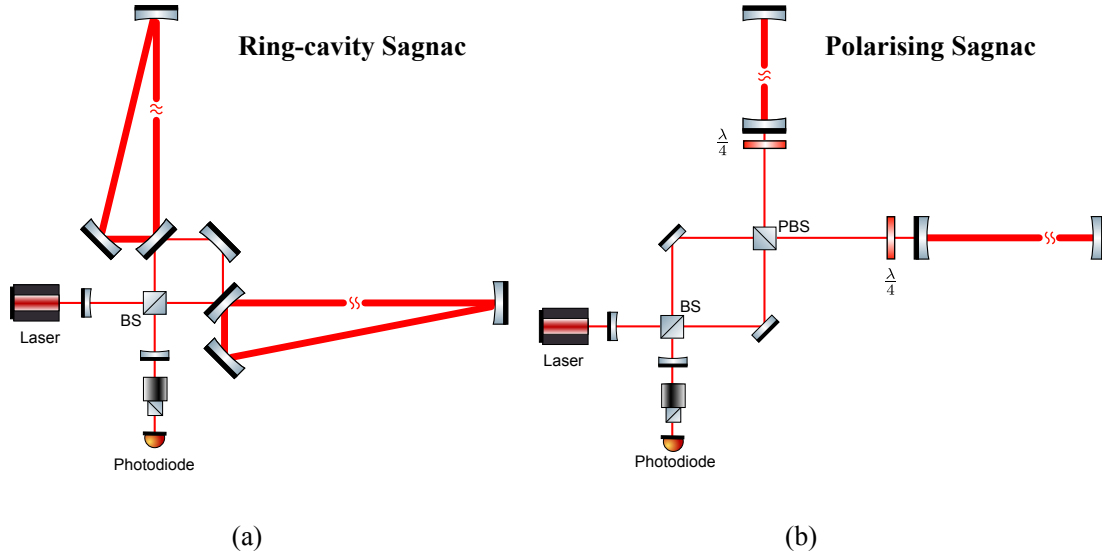 Ring-cavity Sagnac
Polarising Sagnac
λ/4
PBS
BS
λ/4
BS
Laser
Laser
Photodiode
Photodiode
(a)
(b)